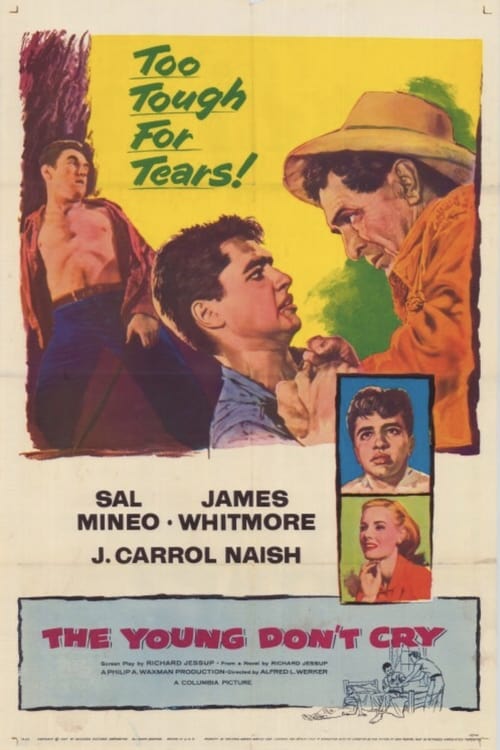 Too
Tough
For
Tears!
SAL JAMES
MINEO · WHITMORE
J. CARROL NAISH
THE YOUNG DON'T CRY
Screen Play by RICHARD JESSUP · From a Novel by RICHARD JESSUP
A PHILIP A. WAXMAN PRODUCTION · Directed by ALFRED L. WERKER
A COLUMBIA PICTURE